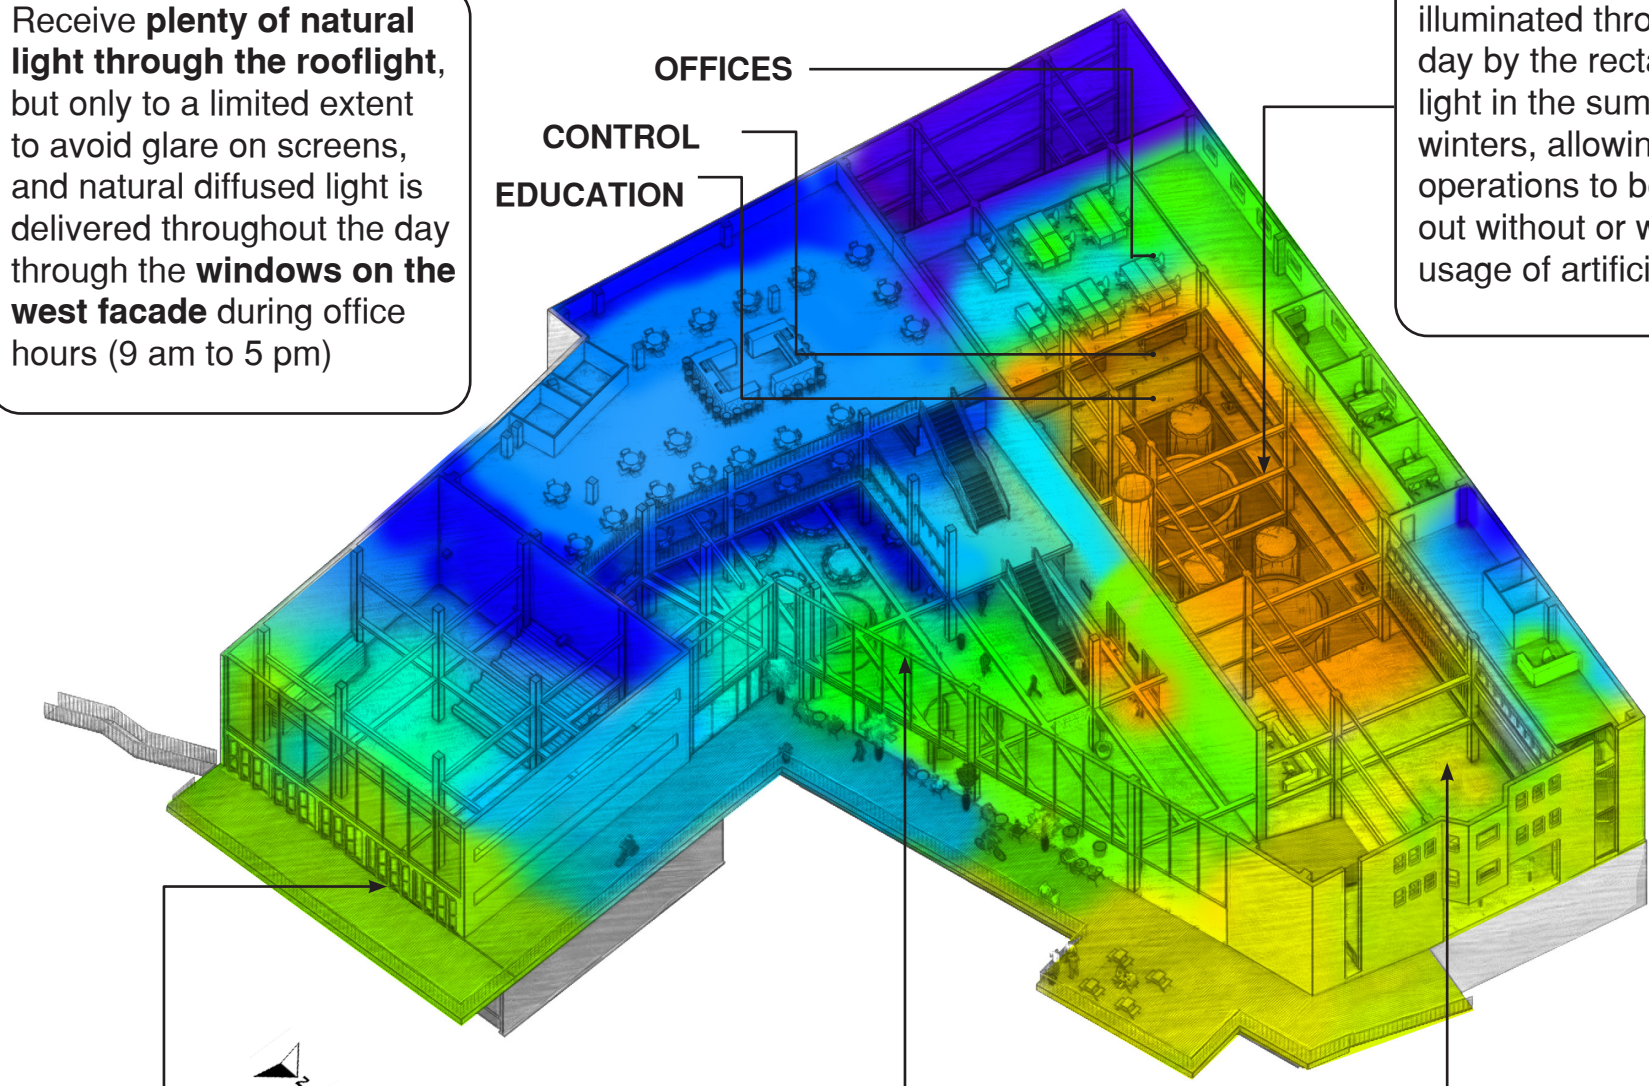 Receive plenty of natural
light through the rooflight,
but only to a limited extent
to avoid glare on screens,
and natural diffused light is
delivered throughout the day
through the windows on the
west facade during office
hours (9 am to 5 pm)
OFFICES
CONTROL
EDUCATION
illuminated thro
day by the recta
light in the sum
winters, allowin
operations to b
out without or w
usage of artifici
N